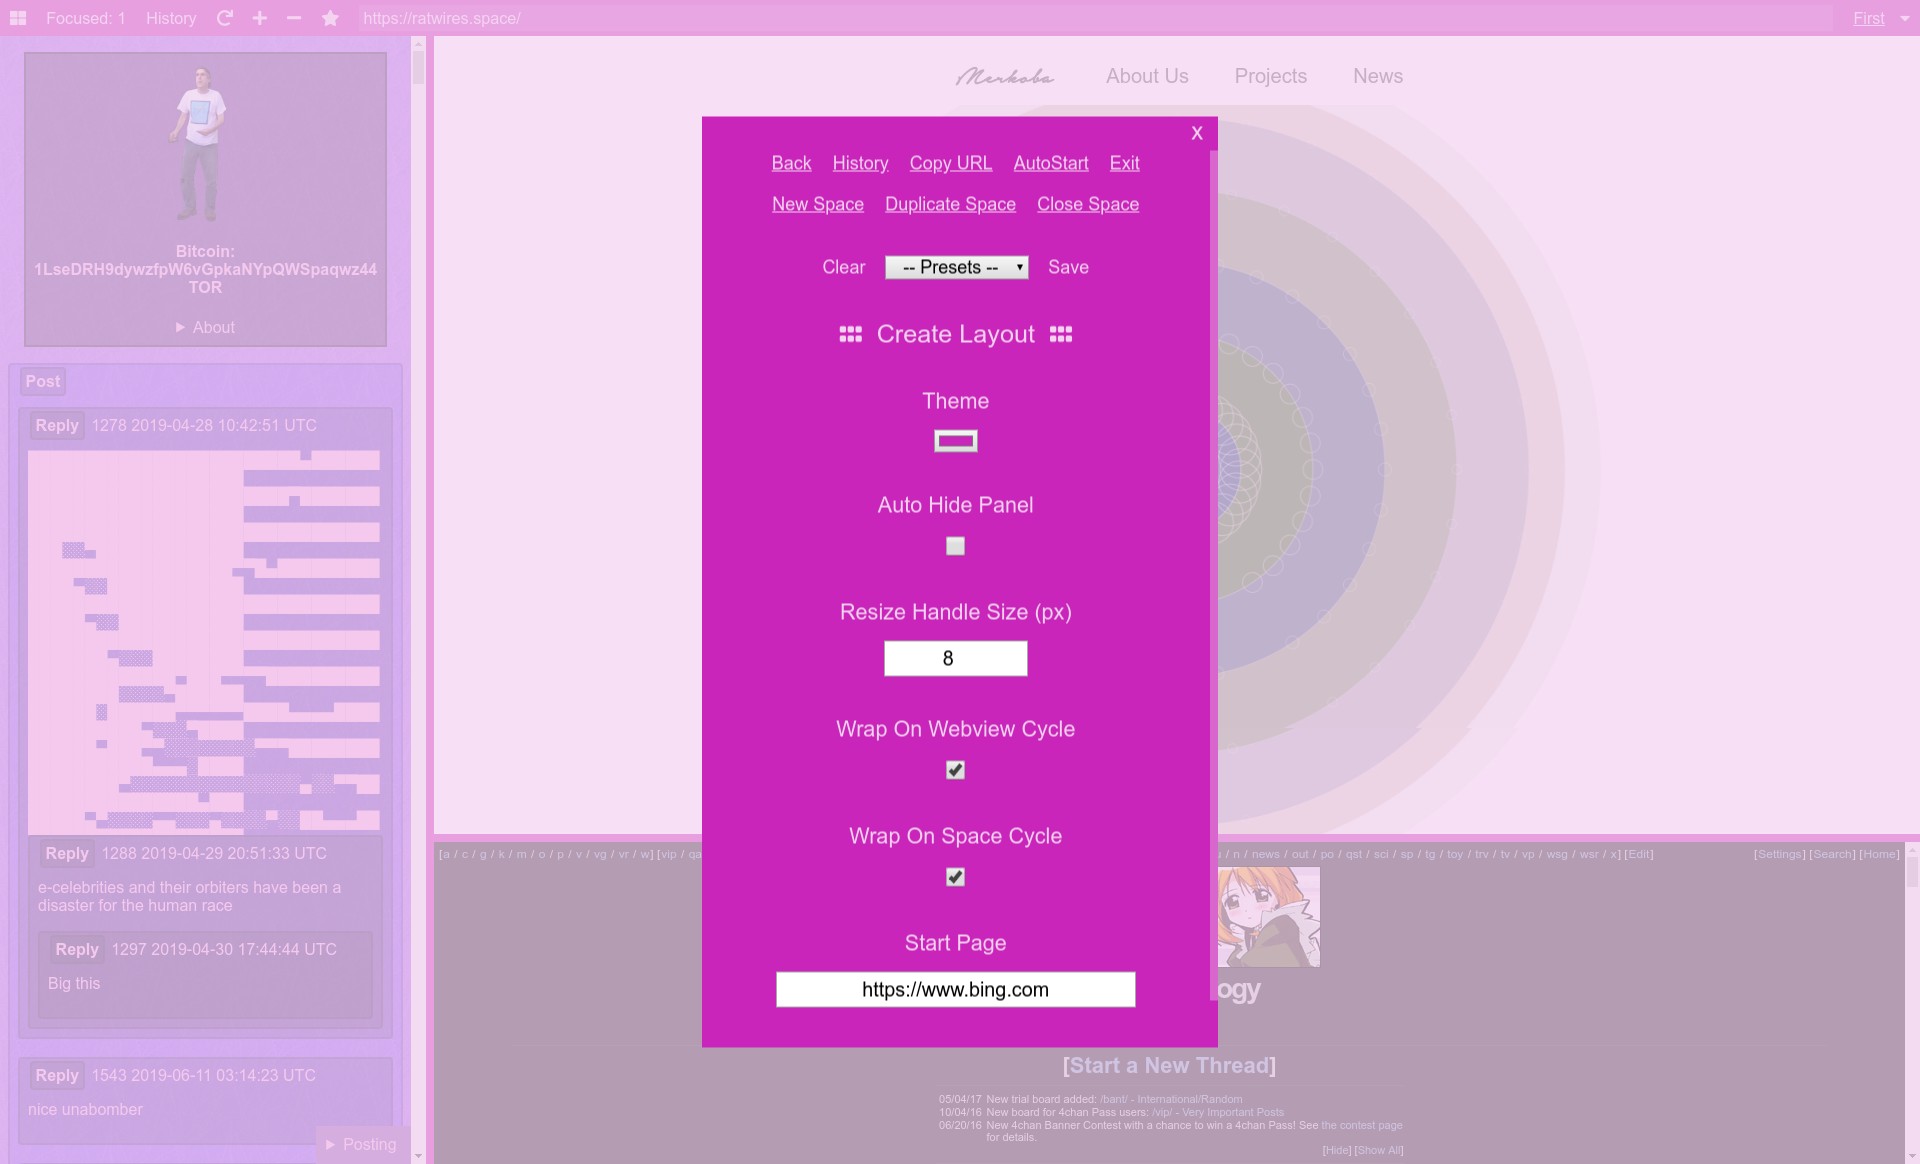 Focused: 1 History https://ratwires.space/ First
Bitcoin:
1LseDRH9dywzfpW6vGpkaNYpQWSpaqwz44
TOR
About
Post
Reply 1278 2019-04-28 10:42:51 UTC
Reply 1288 2019-04-29 20:51:33 UTC
e-celebrities and their orbiters have been a
disaster for the human race
Reply 1297 2019-04-30 17:44:44 UTC
Big this
Reply 1543 2019-06-11 03:14:23 UTC
nice unabomber
Posting
Merkoba About Us Projects News
X
Back History Copy URL AutoStart Exit
New Space Duplicate Space Close Space
Clear -- Presets -- Save
Create Layout
Theme
Auto Hide Panel
Resize Handle Size (px)
8
Wrap On Webview Cycle
Wrap On Space Cycle
Start Page
https://www.bing.com
[a / c / g / k / m / o / p / v / vg / vr / w] [vip / qa
/ n / news / out / po / qst / sci / sp / tg / toy / trv / tv / vp / wsg / wsr / x] [Edit] [Settings] [Search] [Home]
ogy
[Start a New Thread]
05/04/17 New trial board added: /bant/ - International/Random
10/04/16 New board for 4chan Pass users: /vip/ - Very Important Posts
06/20/16 New 4chan Banner Contest with a chance to win a 4chan Pass! See the contest page
for details.
[Hide] [Show All]